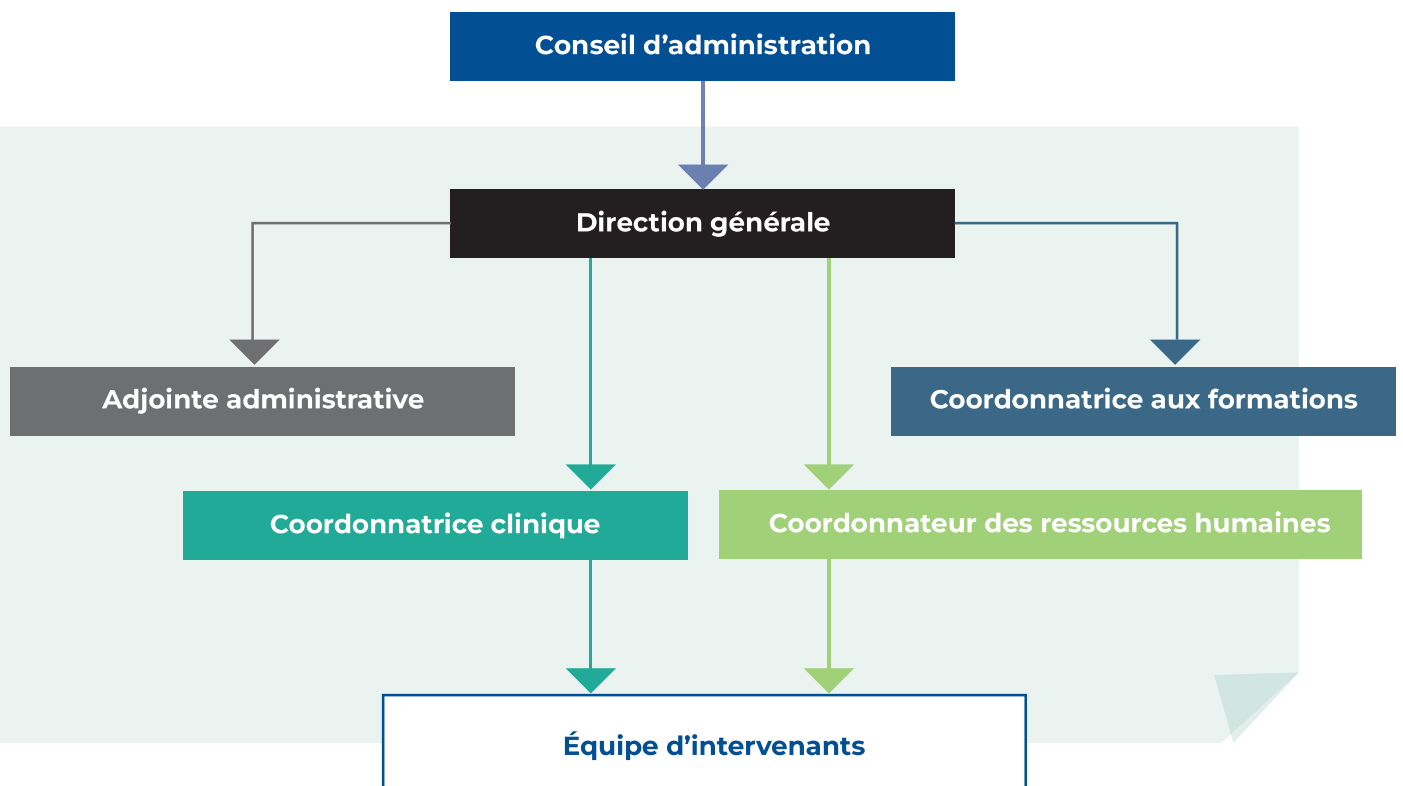 Conseil d’administration
Direction générale
Adjointe administrative
Coordonnatrice aux formations
Coordonnatrice clinique
Coordonnateur des ressources humaines
Équipe d’intervenants